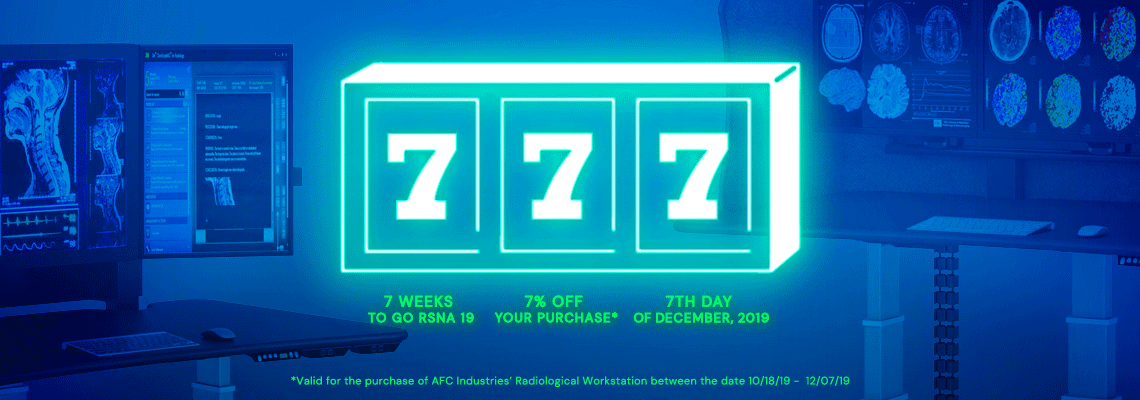 7 7 7
7 WEEKS
TO GO RSNA 19
7% OFF
YOUR PURCHASE*
7TH DAY
OF DECEMBER, 2019
*Valid for the purchase of AFC Industries' Radiological Workstation between the date 10/18/19 - 12/07/19